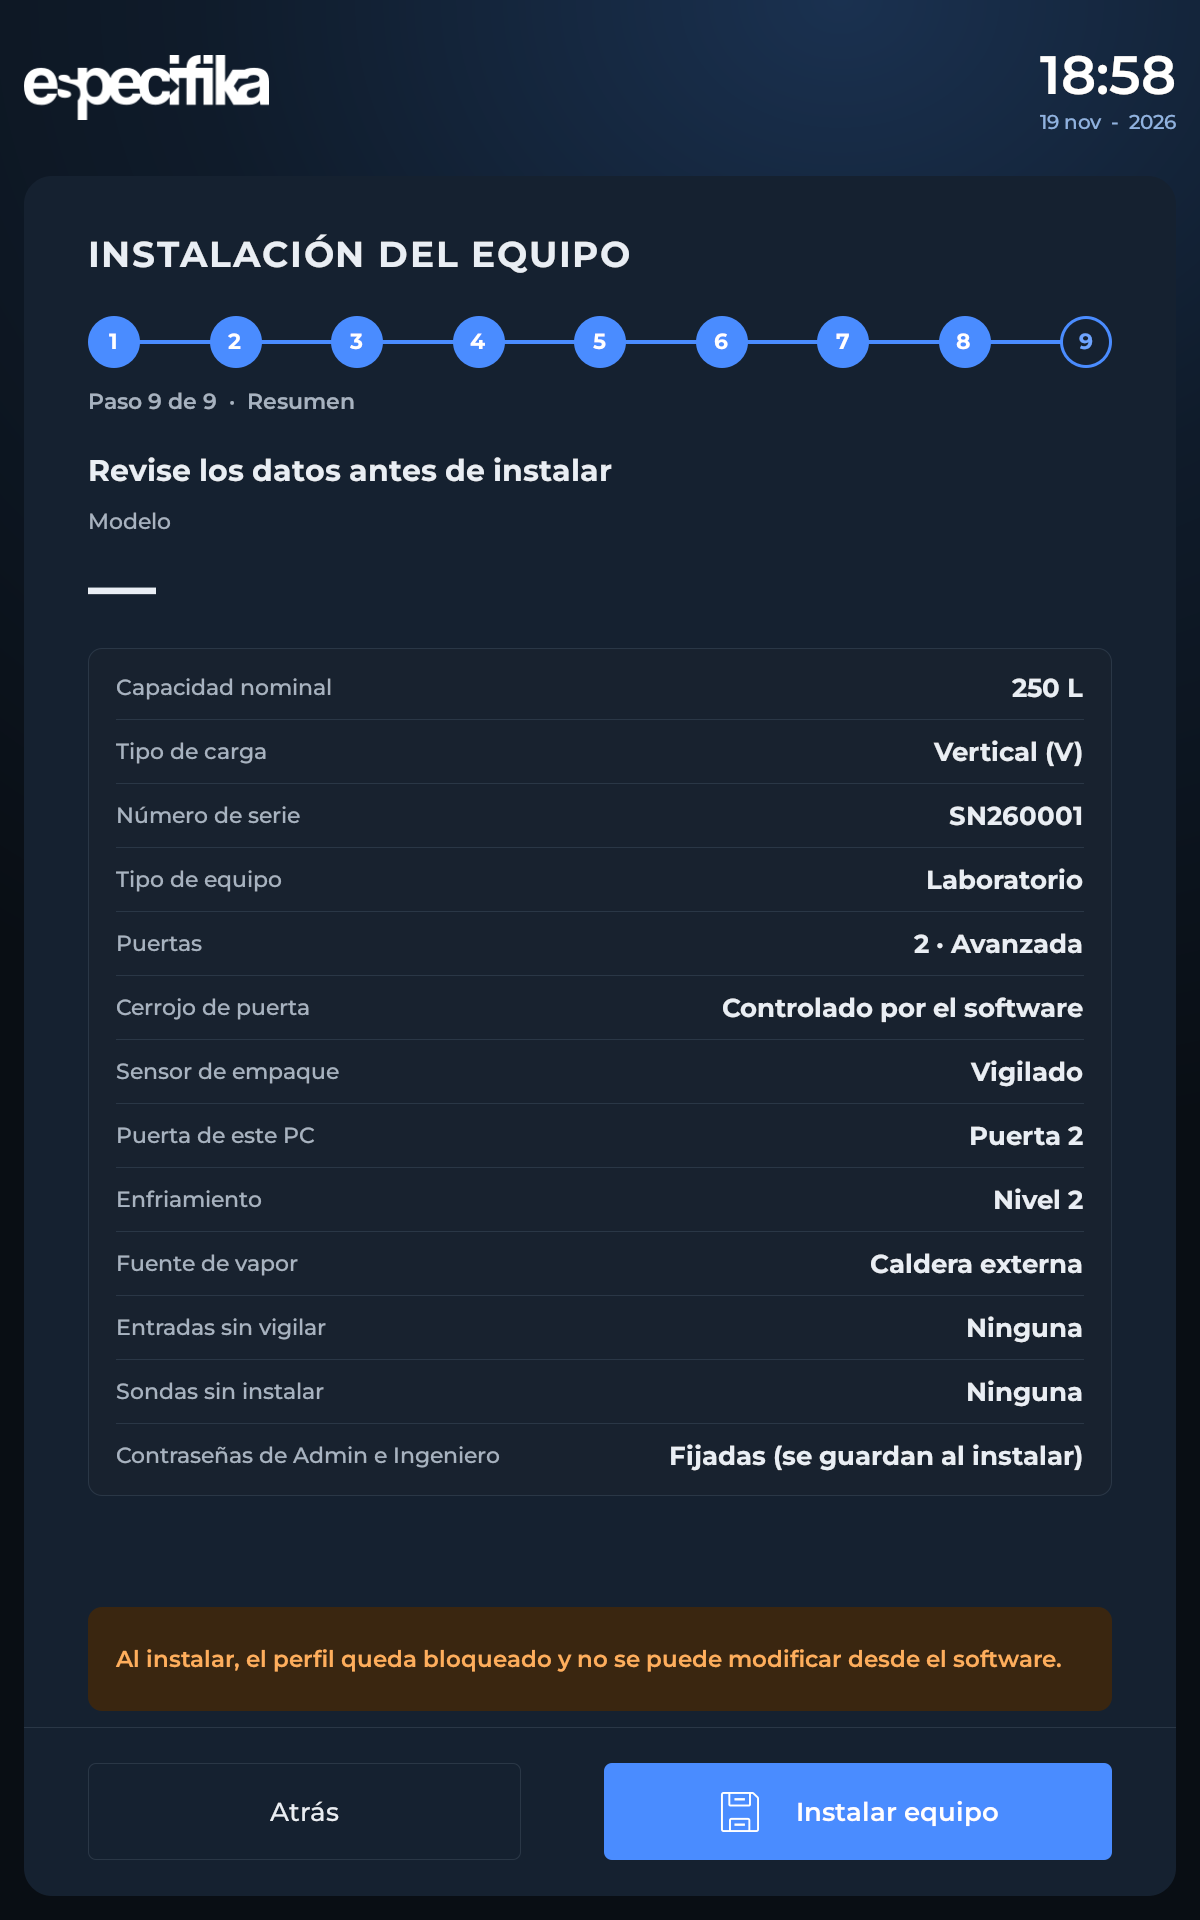 especifika
18:58
19 nov - 2026
INSTALACIÓN DEL EQUIPO
1 2 3 4 5 6 7 8 9
Paso 9 de 9 · Resumen
Revise los datos antes de instalar
Modelo
—
Capacidad nominal 250 L
Tipo de carga Vertical (V)
Número de serie SN260001
Tipo de equipo Laboratorio
Puertas 2 · Avanzada
Cerrojo de puerta Controlado por el software
Sensor de empaque Vigilado
Puerta de este PC Puerta 2
Enfriamiento Nivel 2
Fuente de vapor Caldera externa
Entradas sin vigilar Ninguna
Sondas sin instalar Ninguna
Contraseñas de Admin e Ingeniero Fijadas (se guardan al instalar)
Al instalar, el perfil queda bloqueado y no se puede modificar desde el software.
Atrás
Instalar equipo